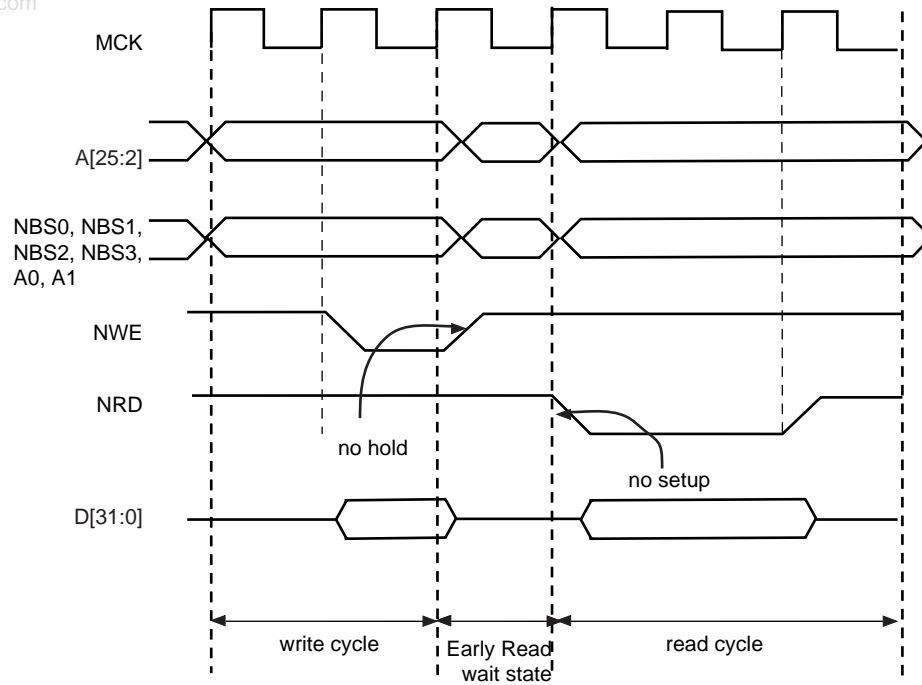 com
MCK
A[25:2]
NBS0, NBS1,
NBS2, NBS3,
A0, A1
NWE
NRD
no hold
no setup
D[31:0]
write cycle
Early Read
wait state
read cycle